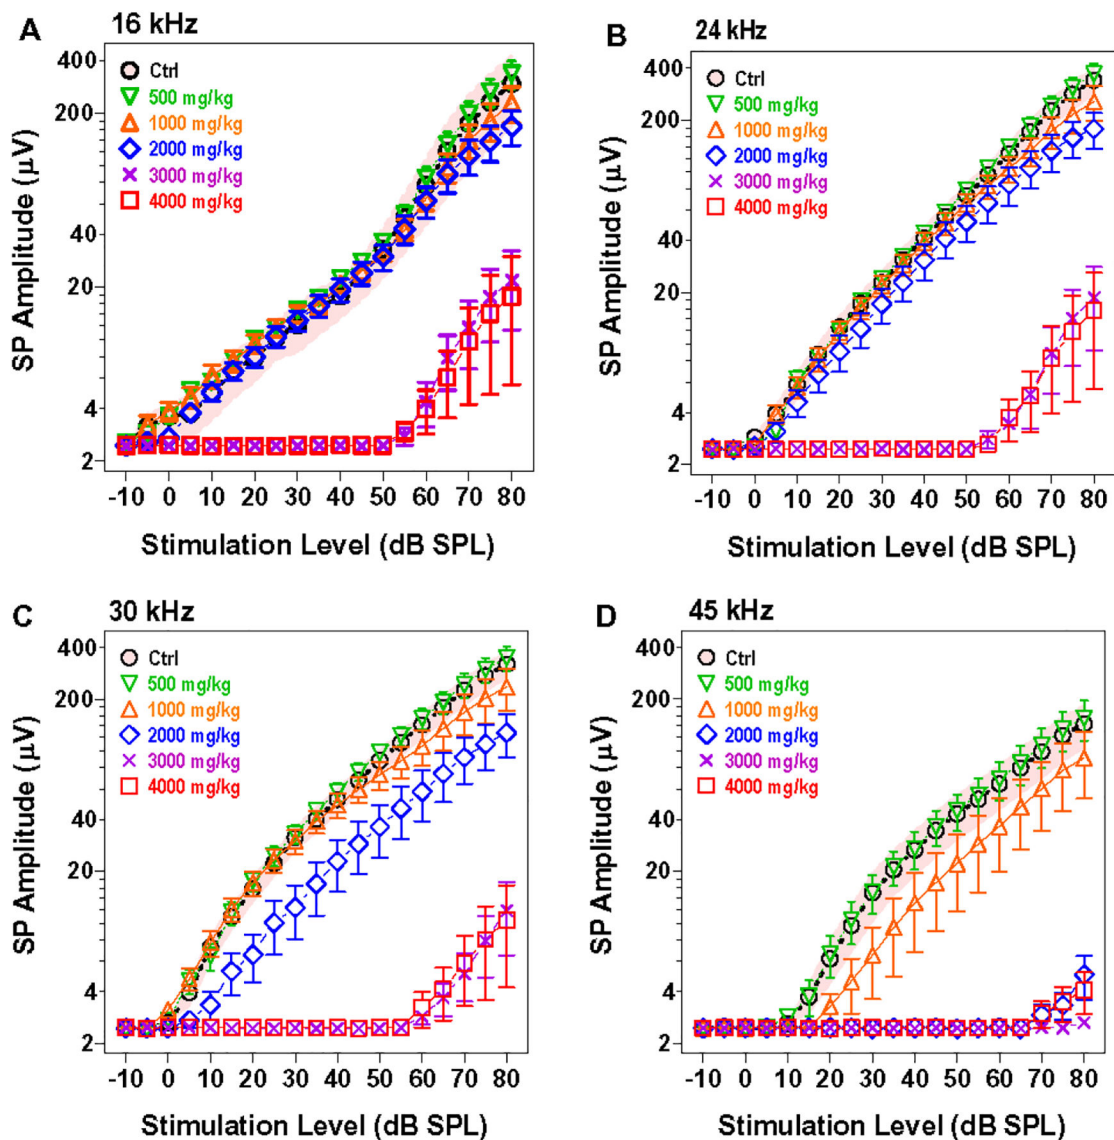 A
16 kHz
SP Amplitude (µV)
400
200
40
20
4
2
Ctrl
500 mg/kg
1000 mg/kg
2000 mg/kg
3000 mg/kg
4000 mg/kg
-10 0 10 20 30 40 50 60 70 80
Stimulation Level (dB SPL)
B
24 kHz
SP Amplitude (µV)
400
200
40
20
4
2
Ctrl
500 mg/kg
1000 mg/kg
2000 mg/kg
3000 mg/kg
4000 mg/kg
-10 0 10 20 30 40 50 60 70 80
Stimulation Level (dB SPL)
C
30 kHz
SP Amplitude (µV)
400
200
40
20
4
2
Ctrl
500 mg/kg
1000 mg/kg
2000 mg/kg
3000 mg/kg
4000 mg/kg
-10 0 10 20 30 40 50 60 70 80
Stimulation Level (dB SPL)
D
45 kHz
SP Amplitude (µV)
400
200
40
20
4
2
Ctrl
500 mg/kg
1000 mg/kg
2000 mg/kg
3000 mg/kg
4000 mg/kg
-10 0 10 20 30 40 50 60 70 80
Stimulation Level (dB SPL)